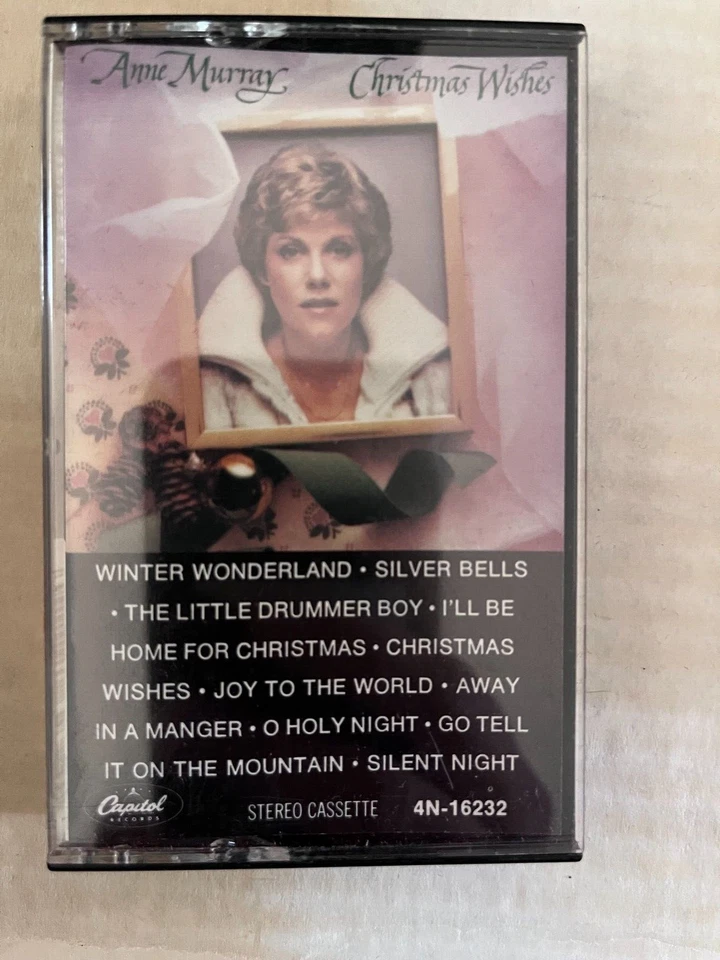 Anne Murray Christmas Wishes
WINTER WONDERLAND • SILVER BELLS
• THE LITTLE DRUMMER BOY • I'LL BE
HOME FOR CHRISTMAS • CHRISTMAS
WISHES • JOY TO THE WORLD • AWAY
IN A MANGER • O HOLY NIGHT • GO TELL
IT ON THE MOUNTAIN • SILENT NIGHT
Capitol
RECORDS
STEREO CASSETTE 4N-16232